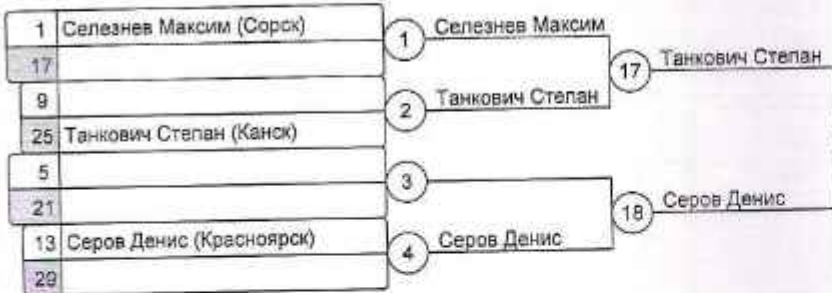 1 Селезнев Максим (Сорск)
17
1
Селезнев Максим
9
25 Танкович Степан (Канск)
2
Танкович Степан
17
Танкович Степан
5
21
3
13 Серов Денис (Красноярск)
29
4
Серов Денис
18
Серов Денис